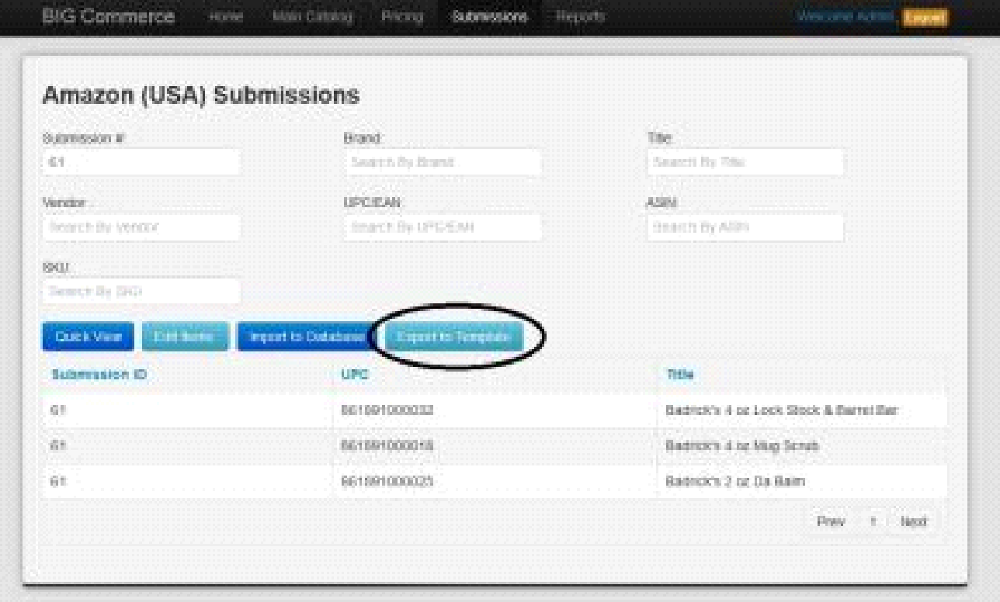 BIG Commerce Home Main Catalog Pricing Submissions Reports Welcome Admin Logout
Amazon (USA) Submissions
Submission # Brand Title
61 Search By Brand Search By Title
Vendor UPC/EAN ASIN
Search By Vendor Search By UPC/EAN Search By ASIN
SKU
Search By SKU
Quick View Edit Items Import to Database Export to Template
Submission ID UPC Title
61 Badrick's 4 oz Lock Stock & Barrel Bar
61 Badrick's 4 oz Mug Scrub
61 Badrick's 2 oz Da Balm
Prev 1 Next